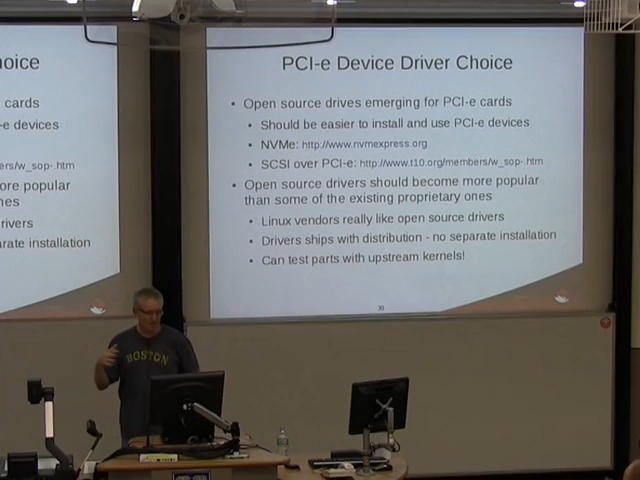 hoice
cards
-e devices
ers/w_sop-.htm
ore popular
nes
rivers
arate installation
PCI-e Device Driver Choice
• Open source drives emerging for PCI-e cards
• Should be easier to install and use PCI-e devices
• NVMe: http://www.nvmexpress.org
• SCSI over PCI-e: http://www.t10.org/members/w_sop-.htm
• Open source drivers should become more popular
than some of the existing proprietary ones
• Linux vendors really like open source drivers
• Drivers ships with distribution - no separate installation
• Can test parts with upstream kernels!
30
BOSTON